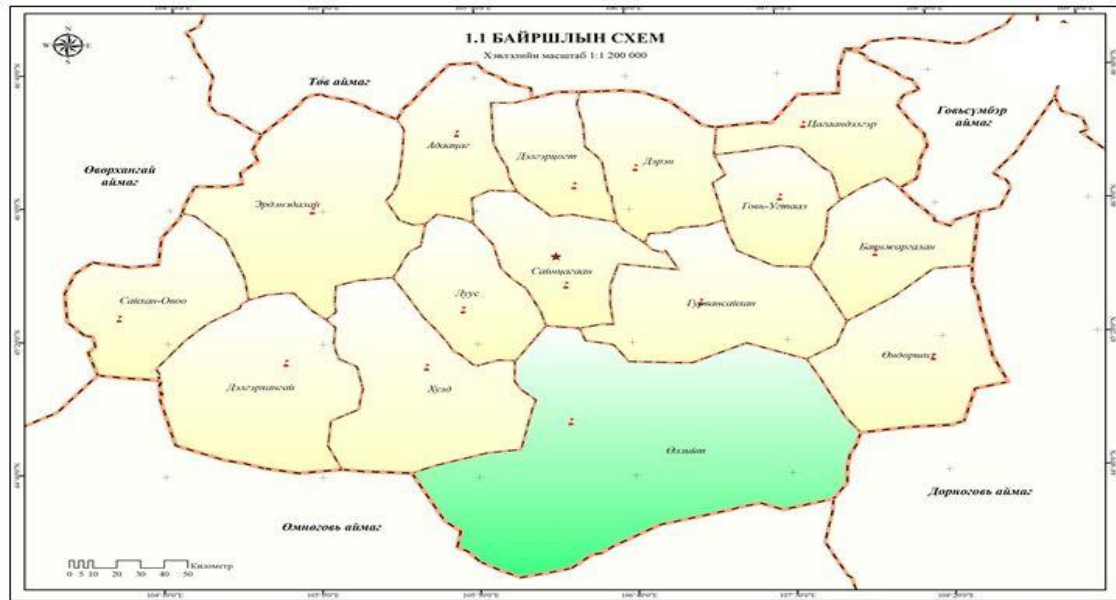 1.1 БАЙРШЛЫН СХЕМ
Хэвлэлийн масштаб 1:1 200 000
N
W E
S
Төв аймаг
Говьсүмбэр
аймаг
Өворхангай
аймаг
Цагаандэлгэр
Адаацаг
Дэлгэрцогт
Дэрэн
Эрдэнэдалай
Говь-Угтаал
Баянжаргалан
Сайнцагаан
Сайхан-Овоо
Луус
Гурвансайхан
Өндөршил
Дэлгэрхангай
Хулд
Өлзийт
Дорноговь аймаг
Өмнөговь аймаг
Километр
0 5 10 20 30 40 50